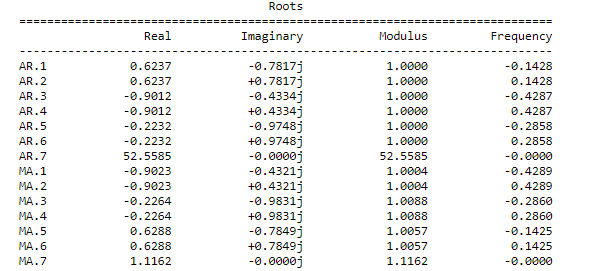 Roots
=============================================================================
Real Imaginary Modulus Frequency
-----------------------------------------------------------------------------
AR.1 0.6237 -0.7817j 1.0000 -0.1428
AR.2 0.6237 +0.7817j 1.0000 0.1428
AR.3 -0.9012 -0.4334j 1.0000 -0.4287
AR.4 -0.9012 +0.4334j 1.0000 0.4287
AR.5 -0.2232 -0.9748j 1.0000 -0.2858
AR.6 -0.2232 +0.9748j 1.0000 0.2858
AR.7 52.5585 -0.0000j 52.5585 -0.0000
MA.1 -0.9023 -0.4321j 1.0004 -0.4289
MA.2 -0.9023 +0.4321j 1.0004 0.4289
MA.3 -0.2264 -0.9831j 1.0088 -0.2860
MA.4 -0.2264 +0.9831j 1.0088 0.2860
MA.5 0.6288 -0.7849j 1.0057 -0.1425
MA.6 0.6288 +0.7849j 1.0057 0.1425
MA.7 1.1162 -0.0000j 1.1162 -0.0000
-----------------------------------------------------------------------------